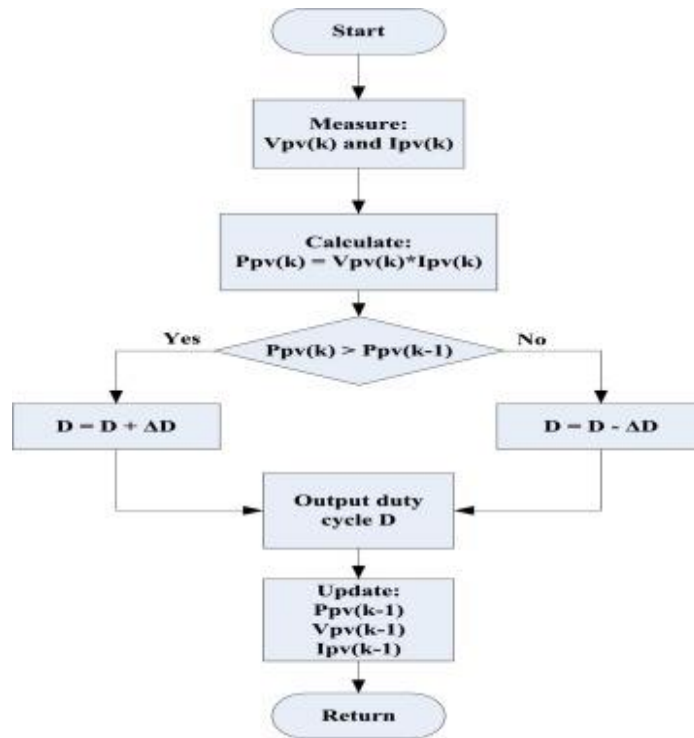 Start
Measure:
Vpv(k) and Ipv(k)
Calculate:
Ppv(k) = Vpv(k)*Ipv(k)
Yes
Ppv(k) > Ppv(k-1)
No
D = D + ΔD
D = D - ΔD
Output duty
cycle D
Update:
Ppv(k-1)
Vpv(k-1)
Ipv(k-1)
Return